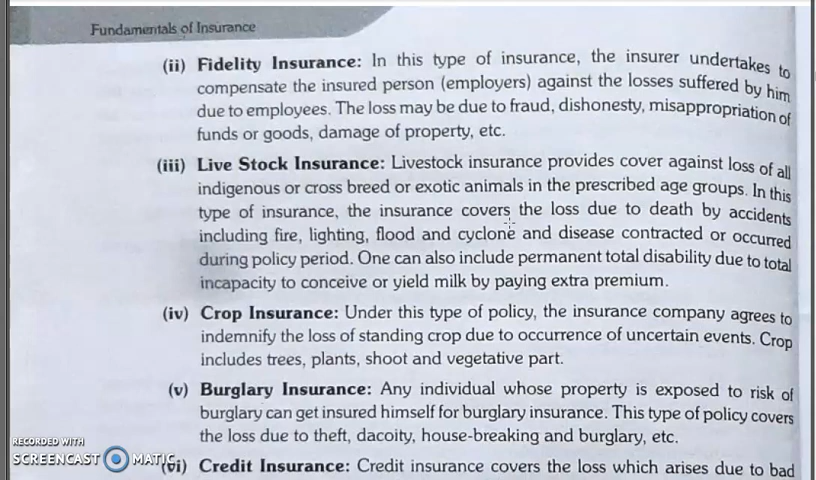 Fundamentals of Insurance
(ii) Fidelity Insurance: In this type of insurance, the insurer undertakes to
compensate the insured person (employers) against the losses suffered by him
due to employees. The loss may be due to fraud, dishonesty, misappropriation of
funds or goods, damage of property, etc.
(iii) Live Stock Insurance: Livestock insurance provides cover against loss of all
indigenous or cross breed or exotic animals in the prescribed age groups. In this
type of insurance, the insurance covers the loss due to death by accidents
including fire, lighting, flood and cyclone and disease contracted or occurred
during policy period. One can also include permanent total disability due to total
incapacity to conceive or yield milk by paying extra premium.
(iv) Crop Insurance: Under this type of policy, the insurance company agrees to
indemnify the loss of standing crop due to occurrence of uncertain events. Crop
includes trees, plants, shoot and vegetative part.
(v) Burglary Insurance: Any individual whose property is exposed to risk of
burglary can get insured himself for burglary insurance. This type of policy covers
the loss due to theft, dacoity, house-breaking and burglary, etc.
RECORDED WITH
SCREENCAST MATIC
(vi) Credit Insurance: Credit insurance covers the loss which arises due to bad